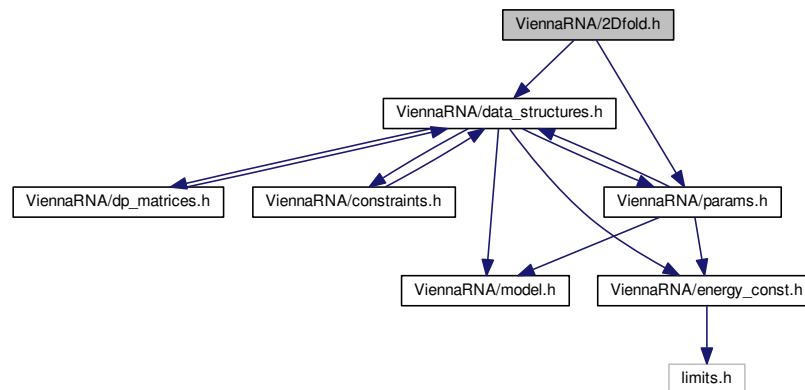 ViennaRNA/2Dfold.h
ViennaRNA/data_structures.h
ViennaRNA/dp_matrices.h
ViennaRNA/constraints.h
ViennaRNA/params.h
ViennaRNA/model.h
ViennaRNA/energy_const.h
limits.h